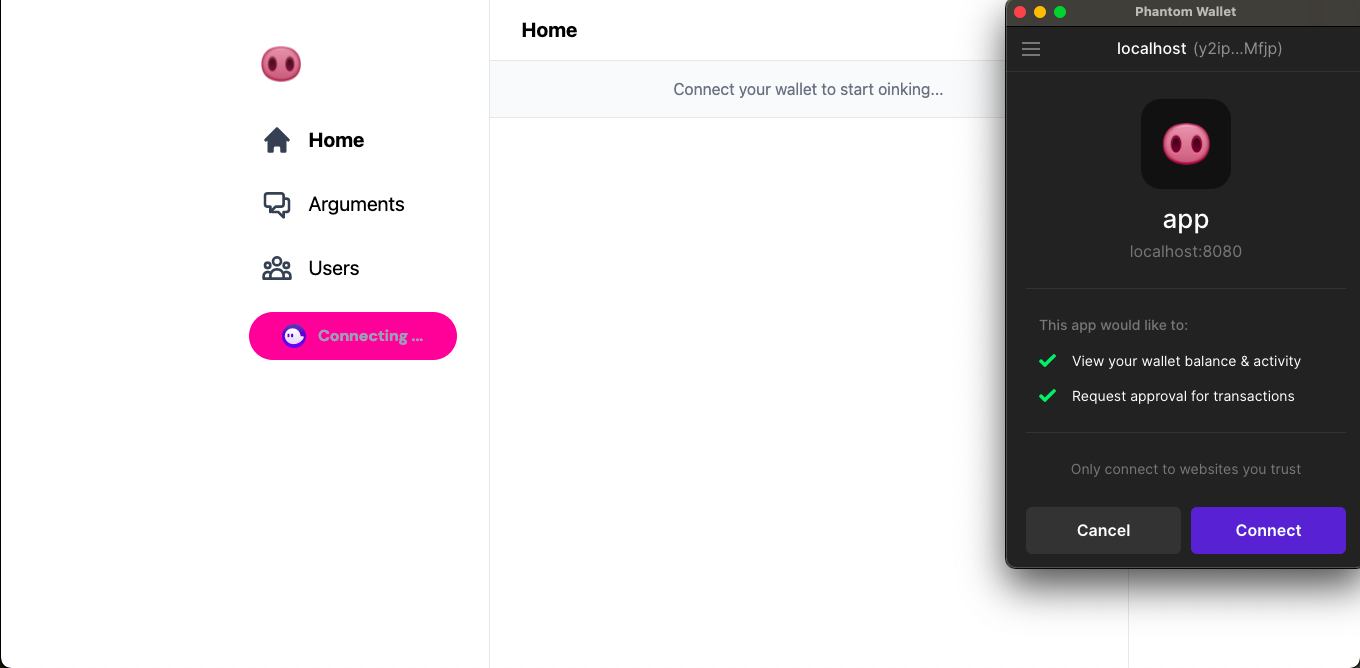 Home
Arguments
Users
Connecting ...
Home
Connect your wallet to start oinking...
Phantom Wallet
localhost (y2ip...Mfjp)
app
localhost:8080
This app would like to:
View your wallet balance & activity
Request approval for transactions
Only connect to websites you trust
Cancel
Connect